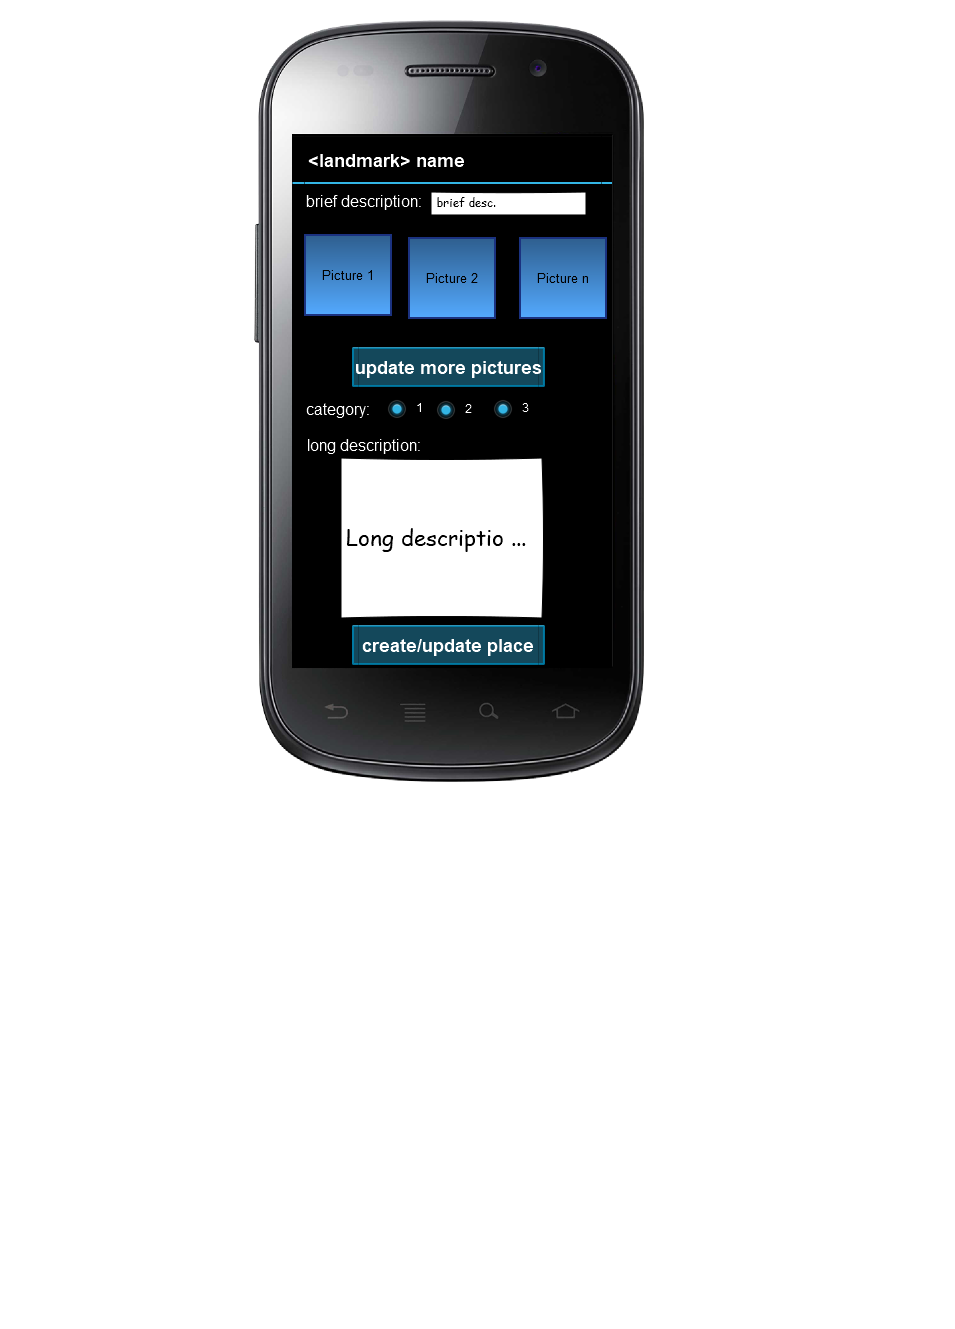 <landmark> name
brief description: brief desc.
Picture 1 Picture 2 Picture n
update more pictures
category: 1 2 3
long description:
Long descriptio ...
create/update place